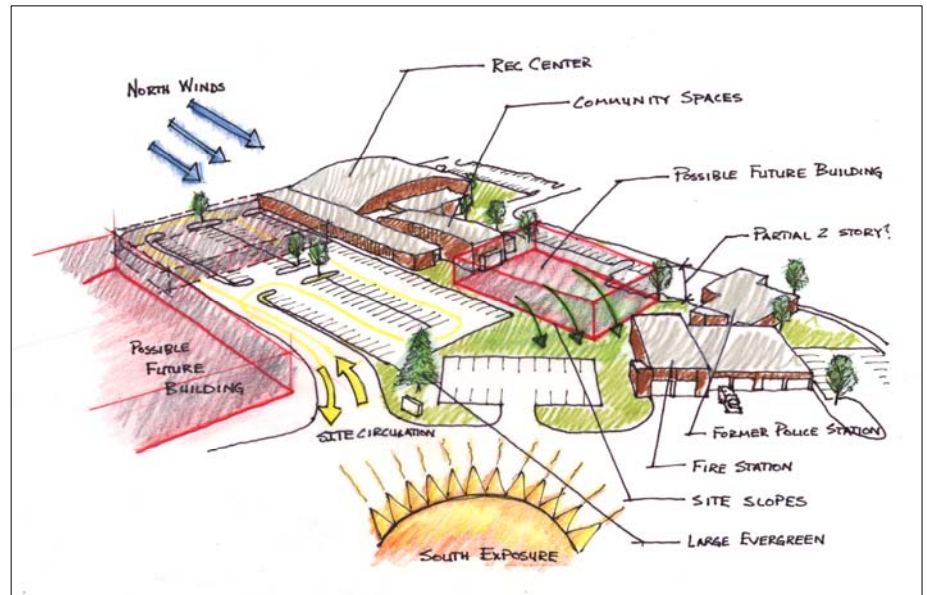 REC CENTER
NORTH WINDS
COMMUNITY SPACES
POSSIBLE FUTURE BUILDING
PARTIAL 2 STORY?
POSSIBLE
FUTURE
BUILDING
SITE CIRCULATION
FORMER POLICE STATION
FIRE STATION
SITE SLOPES
LARGE EVERGREEN
SOUTH EXPOSURE